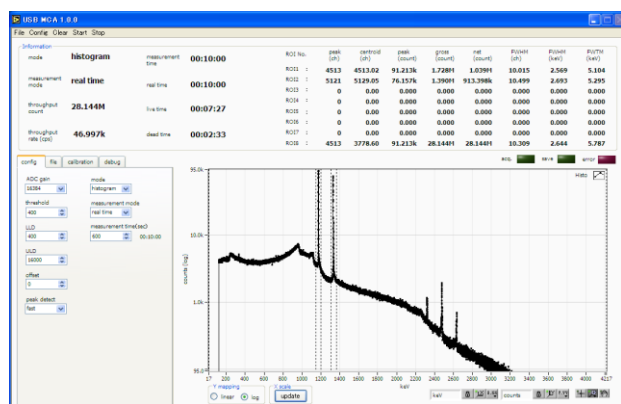 USB MCA 1.0.0
File Config Clear Start Stop
Information
mode histogram measurement time 00:10:00
measurement mode real time real time 00:10:00
throughput count 28.144M live time 00:07:27
throughput rate (cps) 46.997k dead time 00:02:33
ROI No. peak (ch) centroid (ch) peak (count) gross (count) net (count) FWHM (ch) FWHM (keV) FWTM (keV)
ROI1 : 4513 4513.02 91.213k 1.728M 1.039M 10.015 2.569 5.104
ROI2 : 5121 5129.05 76.157k 1.390M 913.398k 10.499 2.693 5.295
ROI3 : 0 0.000 0.000 0.000 0.000 0.000 0.000 0.000
ROI4 : 0 0.000 0.000 0.000 0.000 0.000 0.000 0.000
ROI5 : 0 0.000 0.000 0.000 0.000 0.000 0.000 0.000
ROI6 : 0 0.000 0.000 0.000 0.000 0.000 0.000 0.000
ROI7 : 0 0.000 0.000 0.000 0.000 0.000 0.000 0.000
ROI8 : 4513 3778.60 91.213k 28.144M 28.144M 10.309 2.644 5.787
config file calibration debug
save error
ADC gain
16384
mode
histogram
threshold
400
measurement mode
real time
LLD
400
measurement time(sec)
600 00:10:00
ULD
16000
offset
0
peak detect
fast
Histo
counts (log)
95.0k
10.0k
1.0k
17 200 400 600 800 1000 1200 1400 1600 1800 2000 2200 2400 2600 2800 3000 3200 3400 3600 3800 4000 4217
keV
Y mapping
linear log
X scale
update
keV
counts